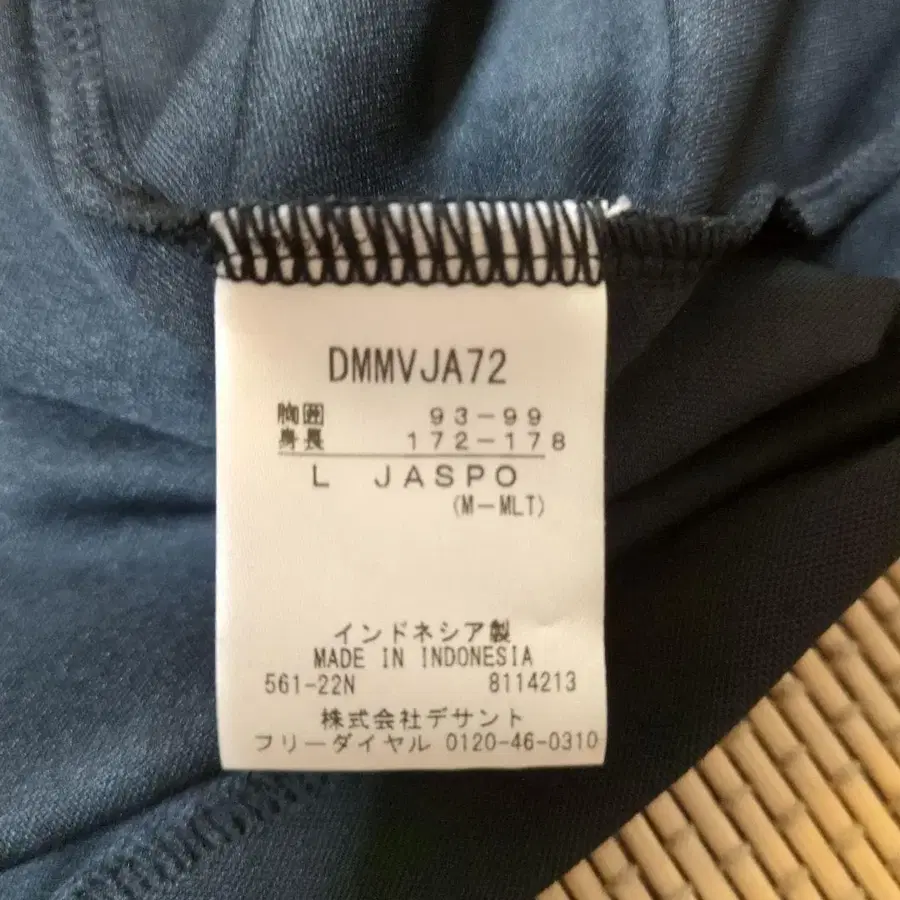 DMMVJA72
胸囲 93-99
身長 172-178
L JASPO
(M-MLT)
インドネシア製
MADE IN INDONESIA
561-22N 8114213
株式会社デサント
フリーダイヤル 0120-46-0310